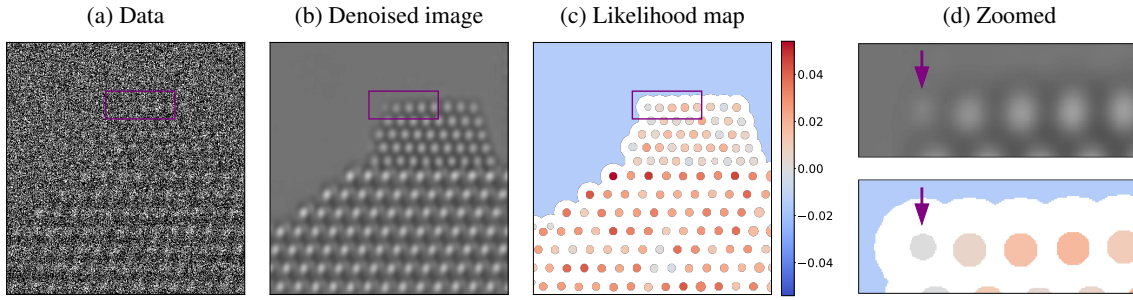 (a) Data
(b) Denoised image
(c) Likelihood map
(d) Zoomed
0.04
0.02
0.00
−0.02
−0.04